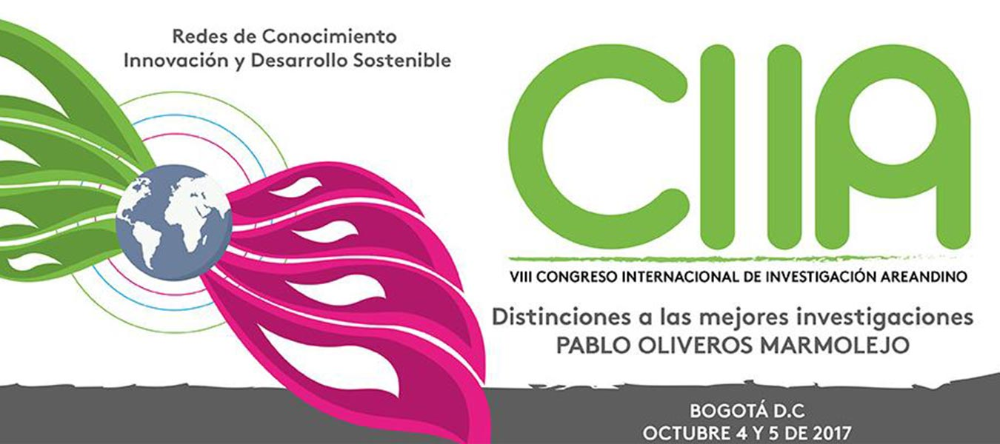 Redes de Conocimiento
Innovación y Desarrollo Sostenible
CIIA
VIII CONGRESO INTERNACIONAL DE INVESTIGACIÓN AREANDINO
Distinciones a las mejores investigaciones
PABLO OLIVEROS MARMOLEJO
BOGOTÁ D.C
OCTUBRE 4 Y 5 DE 2017